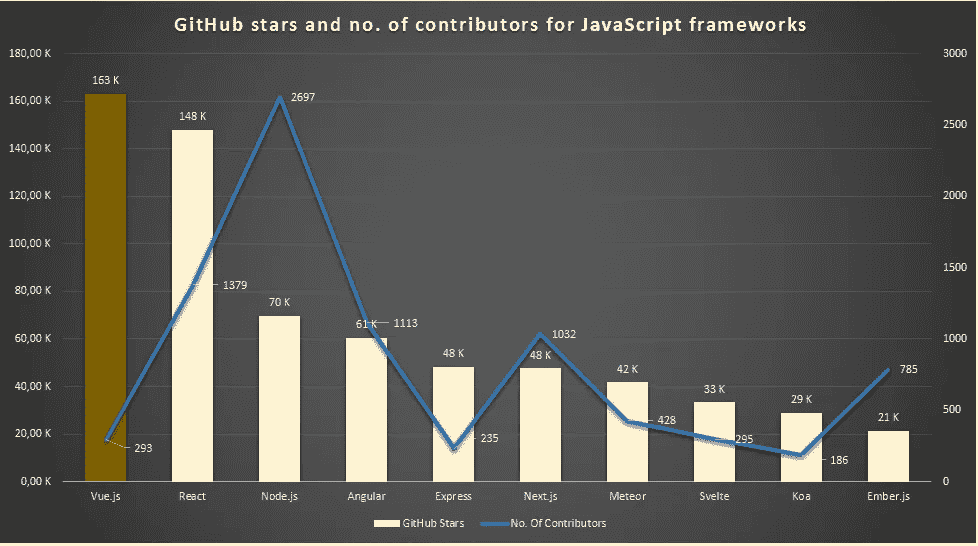 GitHub stars and no. of contributors for JavaScript frameworks
180,00 K
160,00 K
140,00 K
120,00 K
100,00 K
80,00 K
60,00 K
40,00 K
20,00 K
0,00 K
163 K
148 K
70 K
61 K
48 K
48 K
42 K
33 K
29 K
21 K
293
1379
2697
1113
235
1032
428
295
186
785
3000
2500
2000
1500
1000
500
0
Vue.js React Node.js Angular Express Next.js Meteor Svelte Koa Ember.js
GitHub Stars No. Of Contributors